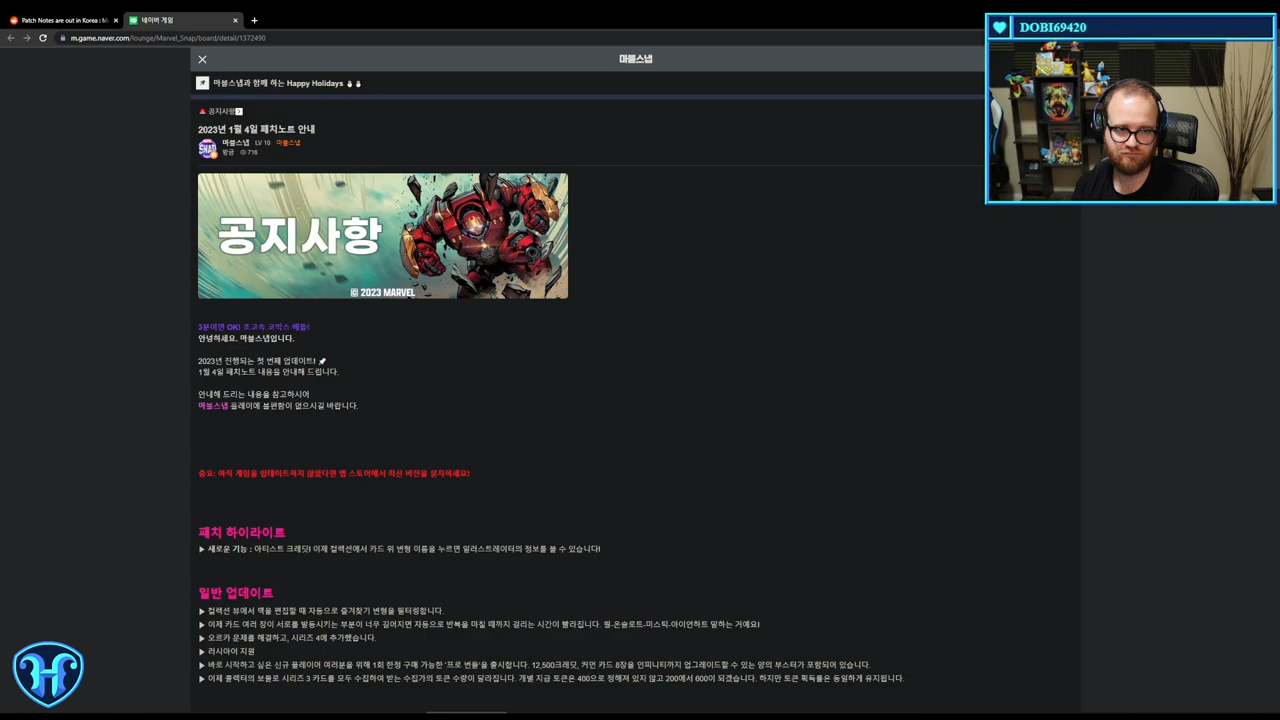 Patch Notes are out in Korea : M
네이버 게임
m.game.naver.com/lounge/Marvel_Snap/board/detail/1372490
DOBI69420
마블스냅
마블스냅과 함께 하는 Happy Holidays
공지사항
2023년 1월 4일 패치노트 안내
마블스냅 LV 10 마블스냅
방금 716
SNAP
공지사항
© 2023 MARVEL
3분이면 OK! 초고속 코믹스 배틀!
안녕하세요. 마블스냅입니다.
2023년 진행되는 첫 번째 업데이트!
1월 4일 패치노트 내용을 안내해 드립니다.
안내해 드리는 내용을 참고하시어
마블스냅 플레이에 불편함이 없으시길 바랍니다.
중요: 아직 게임을 업데이트하지 않았다면 앱 스토어에서 최신 버전을 설치하세요!
패치 하이라이트
▶ 새로운 기능 : 아티스트 크레딧! 이제 컬렉션에서 카드 위 변형 이름을 누르면 일러스트레이터의 정보를 볼 수 있습니다!
일반 업데이트
▶ 컬렉션 뷰에서 덱을 편집할 때 자동으로 즐겨찾기 변형을 필터링합니다.
▶ 이제 카드 여러 장이 서로를 발동시키는 부분이 너무 길어지면 자동으로 반복을 마칠 때까지 걸리는 시간이 빨라집니다. 웡-온슬로트-미스틱-아이언하트 말하는 거예요!
▶ 오르카 문제를 해결하고, 시리즈 4에 추가했습니다.
▶ 러시아어 지원
▶ 바로 시작하고 싶은 신규 플레이어 여러분을 위해 1회 한정 구매 가능한 '프로 번들'을 출시합니다. 12,500크레딧, 커먼 카드 8장을 인피니티까지 업그레이드할 수 있는 양의 부스터가 포함되어 있습니다.
▶ 이제 콜렉터의 보물로 시리즈 3 카드를 모두 수집하여 받는 수집가의 토큰 수량이 달라집니다. 개별 지급 토큰은 400으로 정해져 있지 않고 200에서 600이 되겠습니다. 하지만 토큰 획득률은 동일하게 유지됩니다.